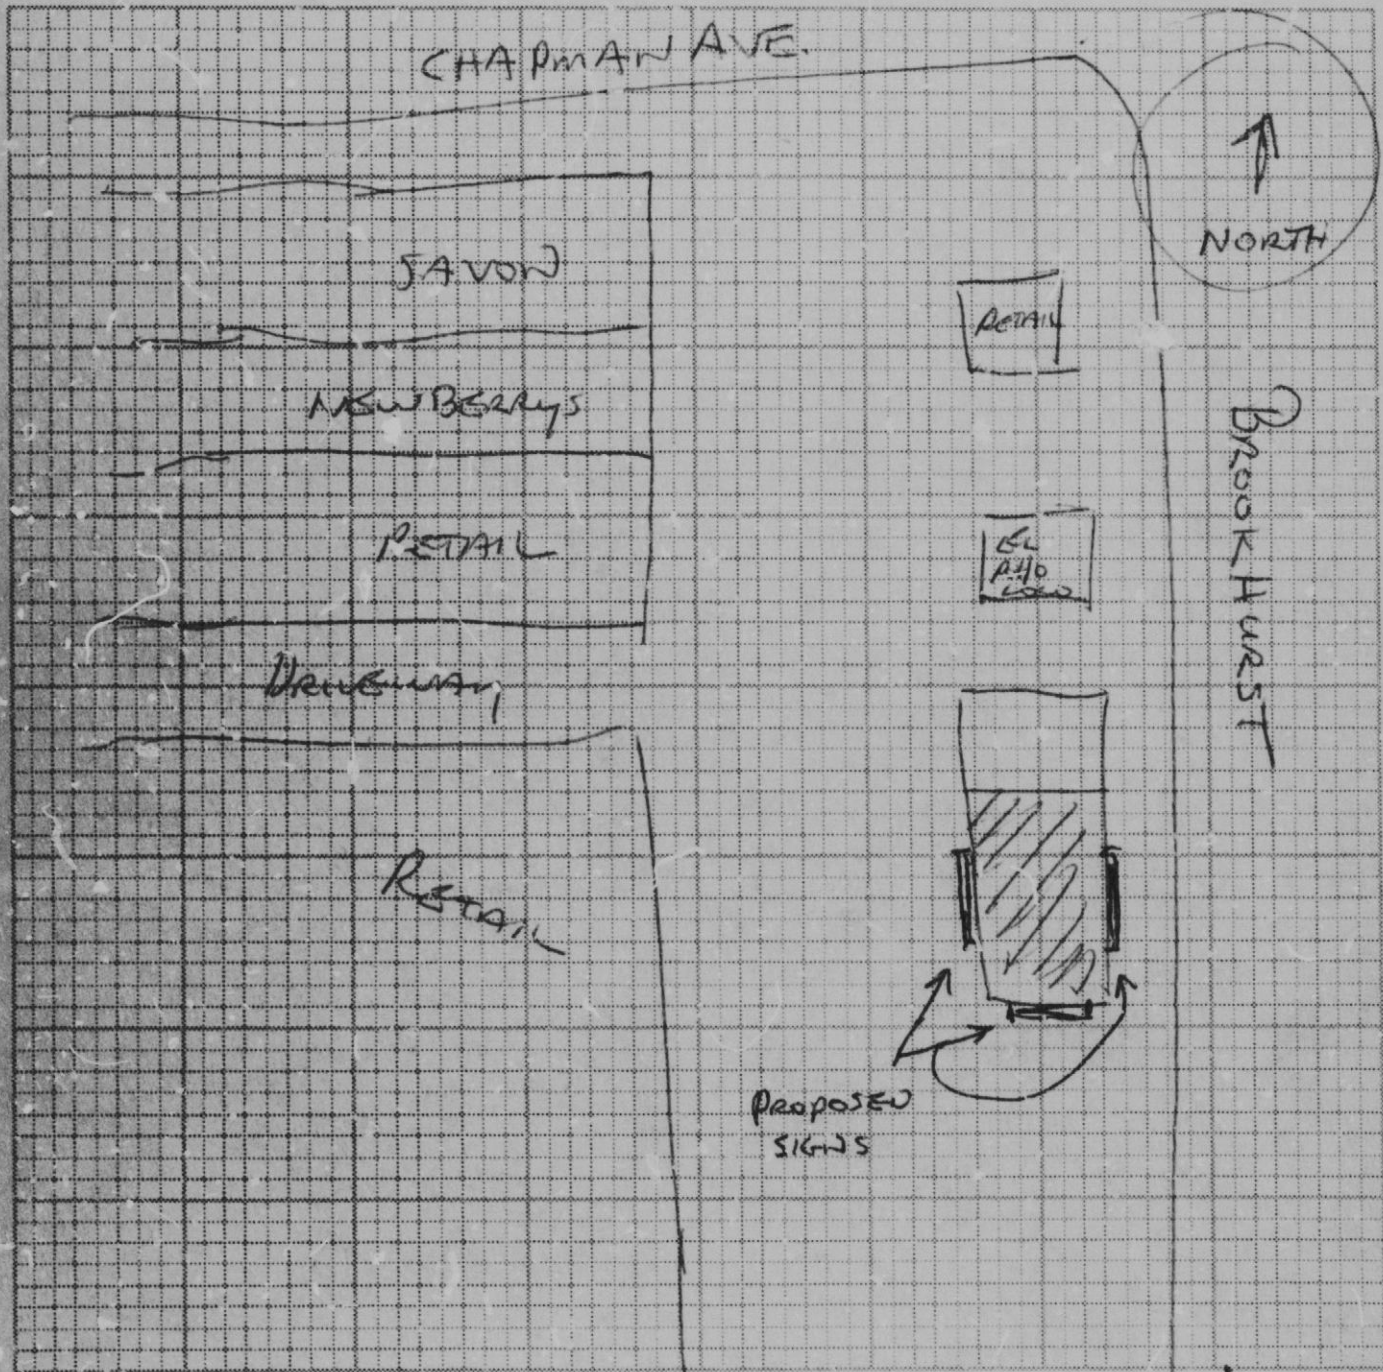 CHAPMAN AVE.
NORTH
SAVON
RETAIL
NEWBERRYS
BROOKHURST
RETAIL
EL
POLLO
LOCO
DRIVEWAY
RETAIL
PROPOSED
SIGNS